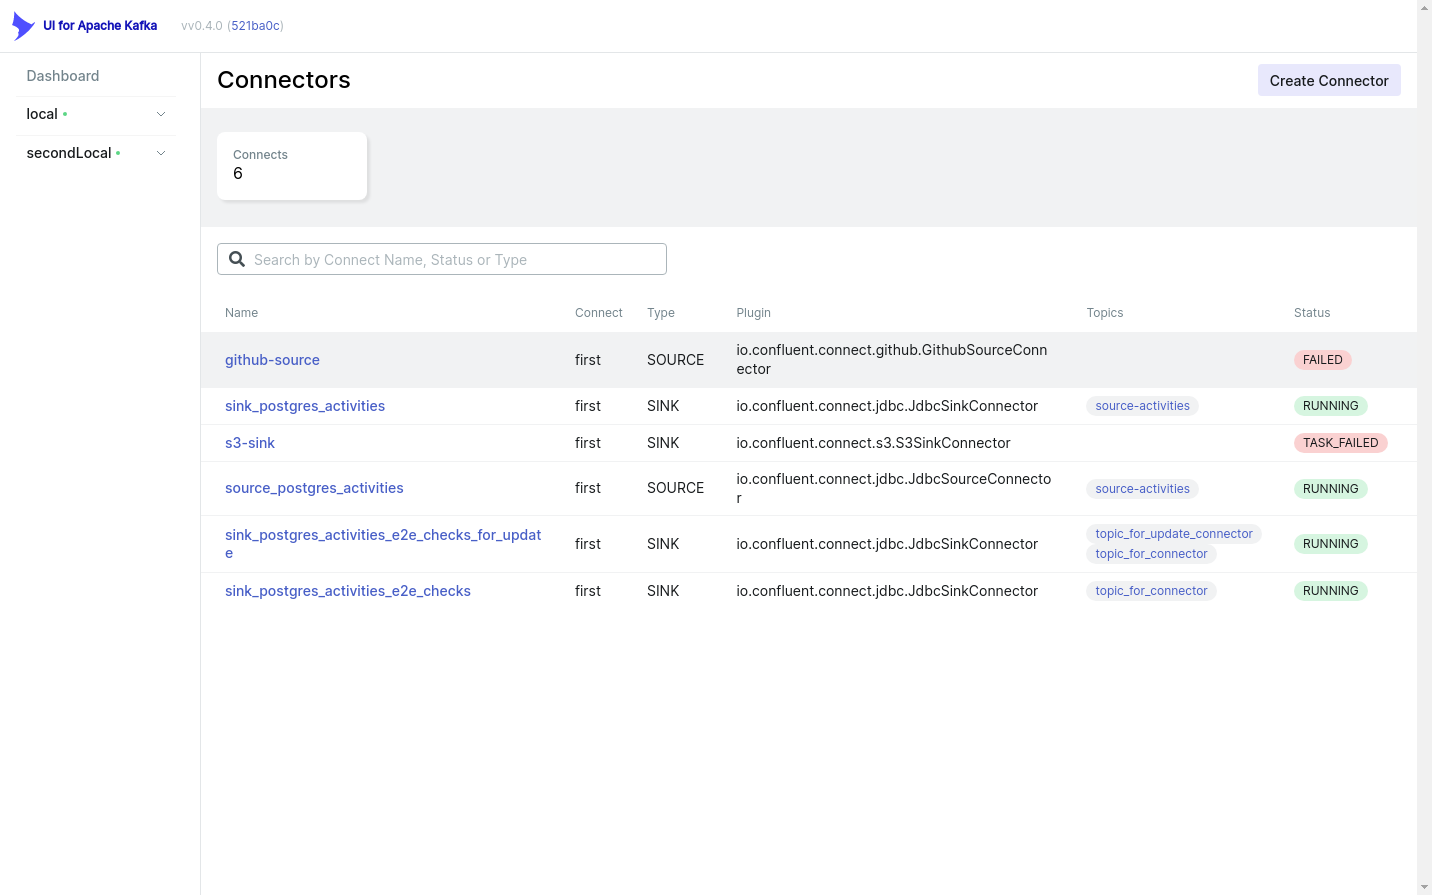 UI for Apache Kafka vv0.4.0 (521ba0c)
Dashboard
local
secondLocal
Connectors
Create Connector
Connects
6
Search by Connect Name, Status or Type
Name Connect Type Plugin Topics Status
github-source first SOURCE io.confluent.connect.github.GithubSourceConn
ector FAILED
sink_postgres_activities first SINK io.confluent.connect.jdbc.JdbcSinkConnector source-activities RUNNING
s3-sink first SINK io.confluent.connect.s3.S3SinkConnector TASK_FAILED
source_postgres_activities first SOURCE io.confluent.connect.jdbc.JdbcSourceConnecto
r source-activities RUNNING
sink_postgres_activities_e2e_checks_for_updat
e first SINK io.confluent.connect.jdbc.JdbcSinkConnector topic_for_update_connector
topic_for_connector RUNNING
sink_postgres_activities_e2e_checks first SINK io.confluent.connect.jdbc.JdbcSinkConnector topic_for_connector RUNNING